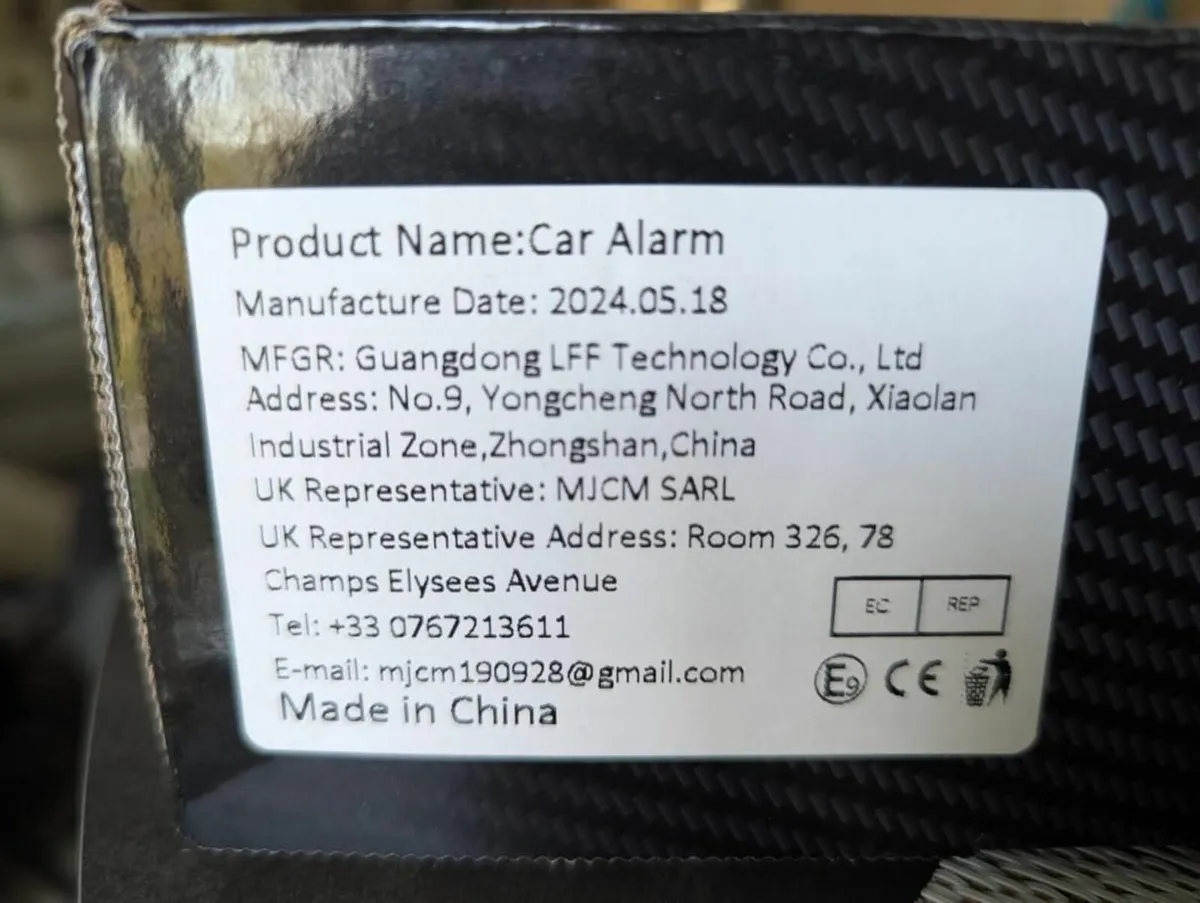 Product Name:Car Alarm
Manufacture Date: 2024.05.18
MFGR: Guangdong LFF Technology Co., Ltd
Address: No.9, Yongcheng North Road, Xiaolan
Industrial Zone,Zhongshan,China
UK Representative: MJCM SARL
UK Representative Address: Room 326, 78
Champs Elysees Avenue
Tel: +33 0767213611
E-mail: mjcm190928@gmail.com
Made in China
EC REP
E9 CE